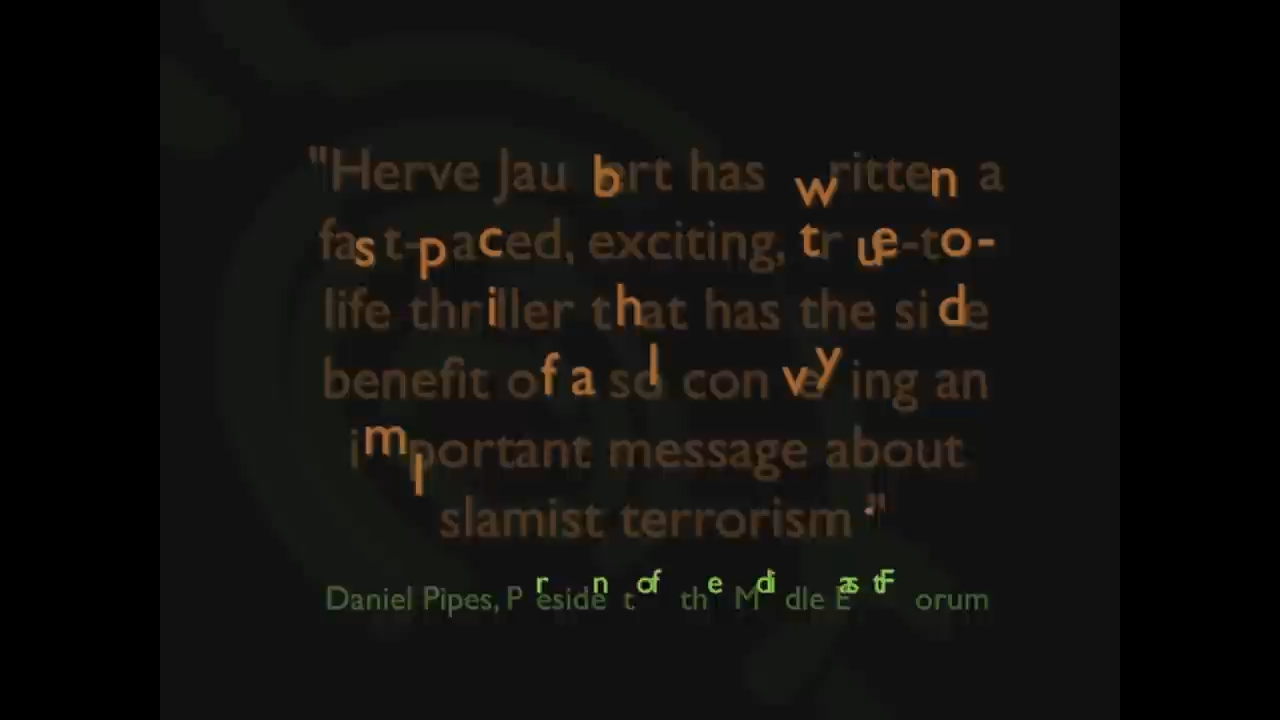 "Herve Jaubert has written a
fast-paced, exciting, true-to-
life thriller that has the side
benefit of also conveying an
important message about
Islamist terrorism."
Daniel Pipes, President of the Middle East Forum